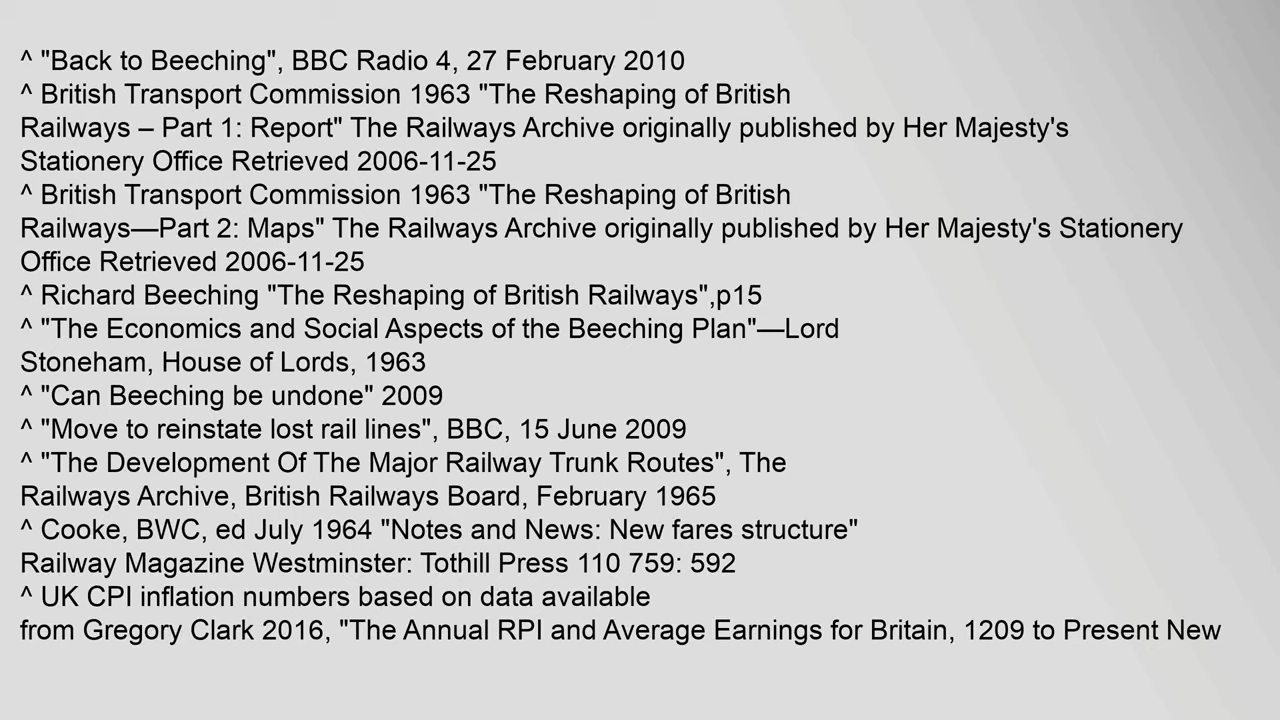 ^ "Back to Beeching", BBC Radio 4, 27 February 2010
^ British Transport Commission 1963 "The Reshaping of British
Railways – Part 1: Report" The Railways Archive originally published by Her Majesty's
Stationery Office Retrieved 2006-11-25
^ British Transport Commission 1963 "The Reshaping of British
Railways—Part 2: Maps" The Railways Archive originally published by Her Majesty's Stationery
Office Retrieved 2006-11-25
^ Richard Beeching "The Reshaping of British Railways",p15
^ "The Economics and Social Aspects of the Beeching Plan"—Lord
Stoneham, House of Lords, 1963
^ "Can Beeching be undone" 2009
^ "Move to reinstate lost rail lines", BBC, 15 June 2009
^ "The Development Of The Major Railway Trunk Routes", The
Railways Archive, British Railways Board, February 1965
^ Cooke, BWC, ed July 1964 "Notes and News: New fares structure"
Railway Magazine Westminster: Tothill Press 110 759: 592
^ UK CPI inflation numbers based on data available
from Gregory Clark 2016, "The Annual RPI and Average Earnings for Britain, 1209 to Present New